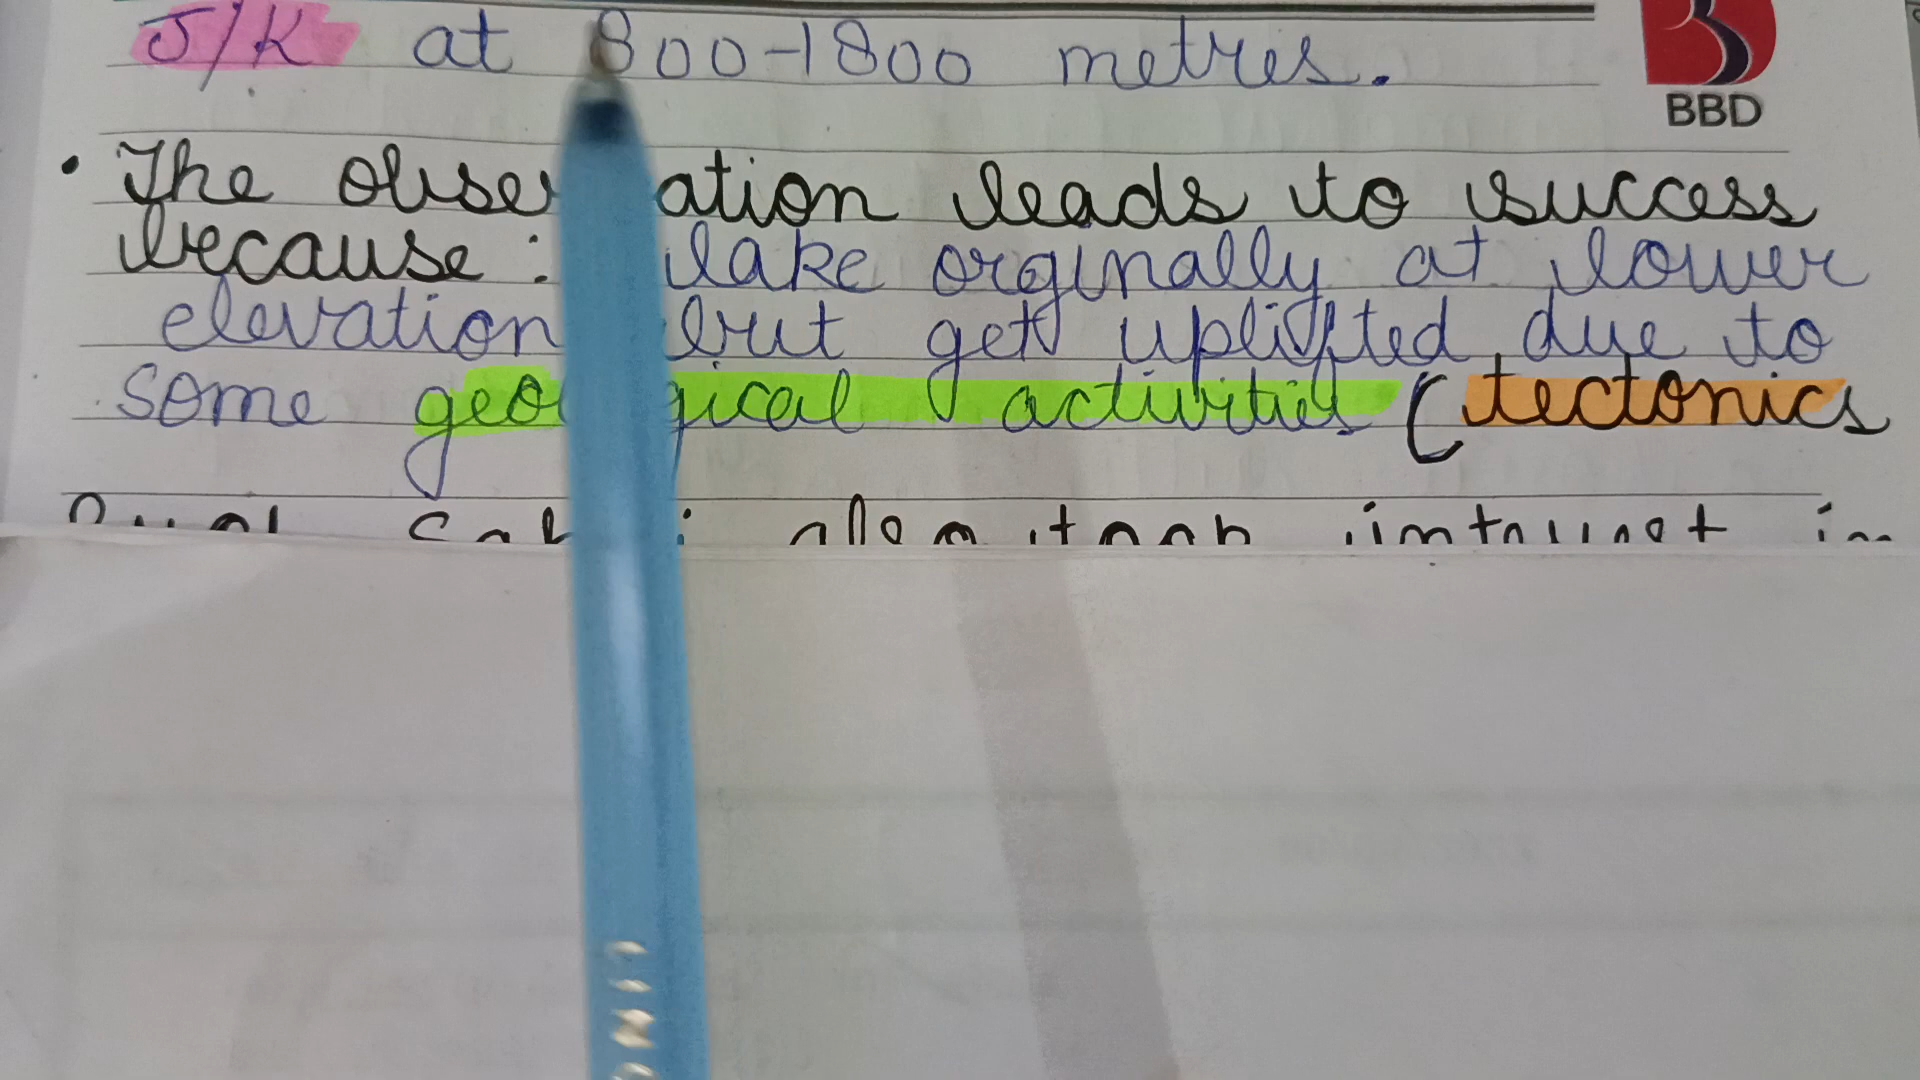 J/K at 800-1800 metres.
BBD
• The obse ation leads to success
because: lake orginally at lower
elevation but get uplifted due to
some geo gical activities (tectonics